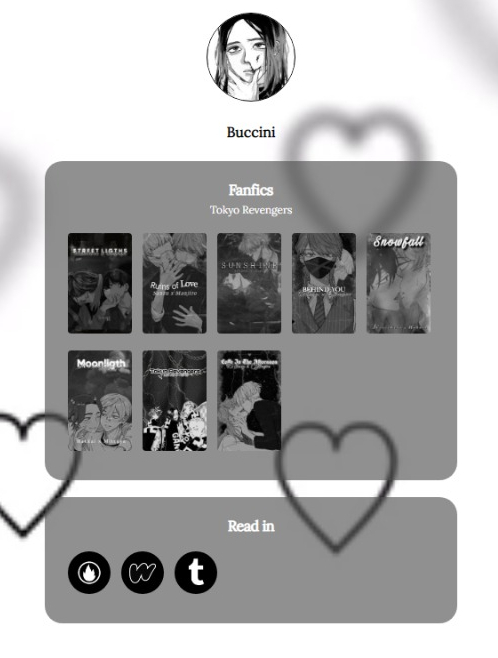 Buccini
Fanfics
Tokyo Revengers
STREET LIGTHS
Ruins of Love
SUNSHINE
BEHIND YOU
Snowfall
Moonligth
Tokyo Revengers
Cafe In The Afternoon
Read in